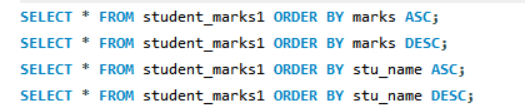 SELECT * FROM student_marks1 ORDER BY marks ASC;
SELECT * FROM student_marks1 ORDER BY marks DESC;
SELECT * FROM student_marks1 ORDER BY stu_name ASC;
SELECT * FROM student_marks1 ORDER BY stu_name DESC;